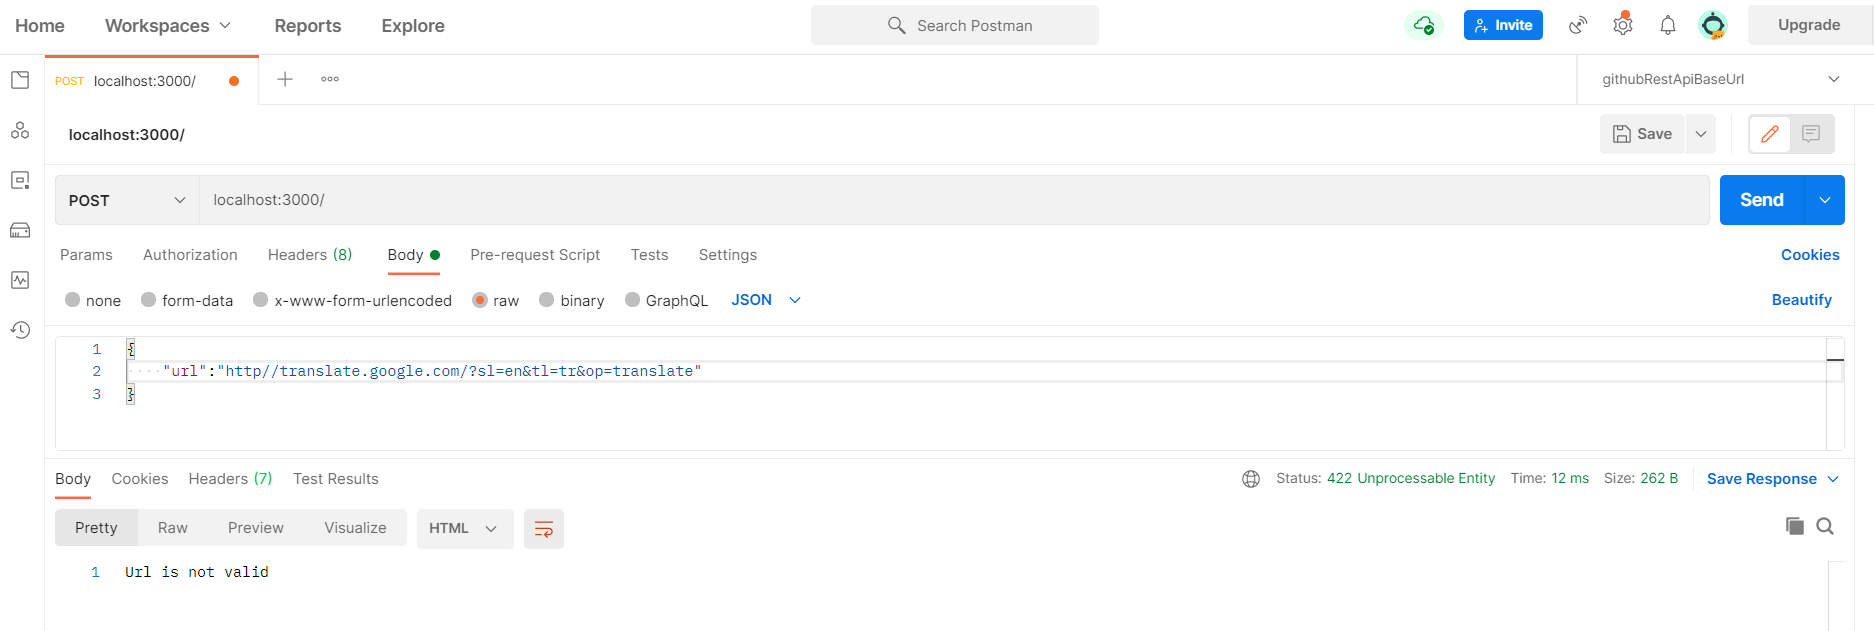 Home Workspaces Reports Explore Search Postman Invite Upgrade
POST localhost:3000/ githubRestApiBaseUrl
localhost:3000/ Save
POST localhost:3000/ Send
Params Authorization Headers (8) Body Pre-request Script Tests Settings Cookies
none form-data x-www-form-urlencoded raw binary GraphQL JSON Beautify
1 {
2 "url":"http//translate.google.com/?sl=en&tl=tr&op=translate"
3 }
Body Cookies Headers (7) Test Results Status: 422 Unprocessable Entity Time: 12 ms Size: 262 B Save Response
Pretty Raw Preview Visualize HTML
1 Url is not valid